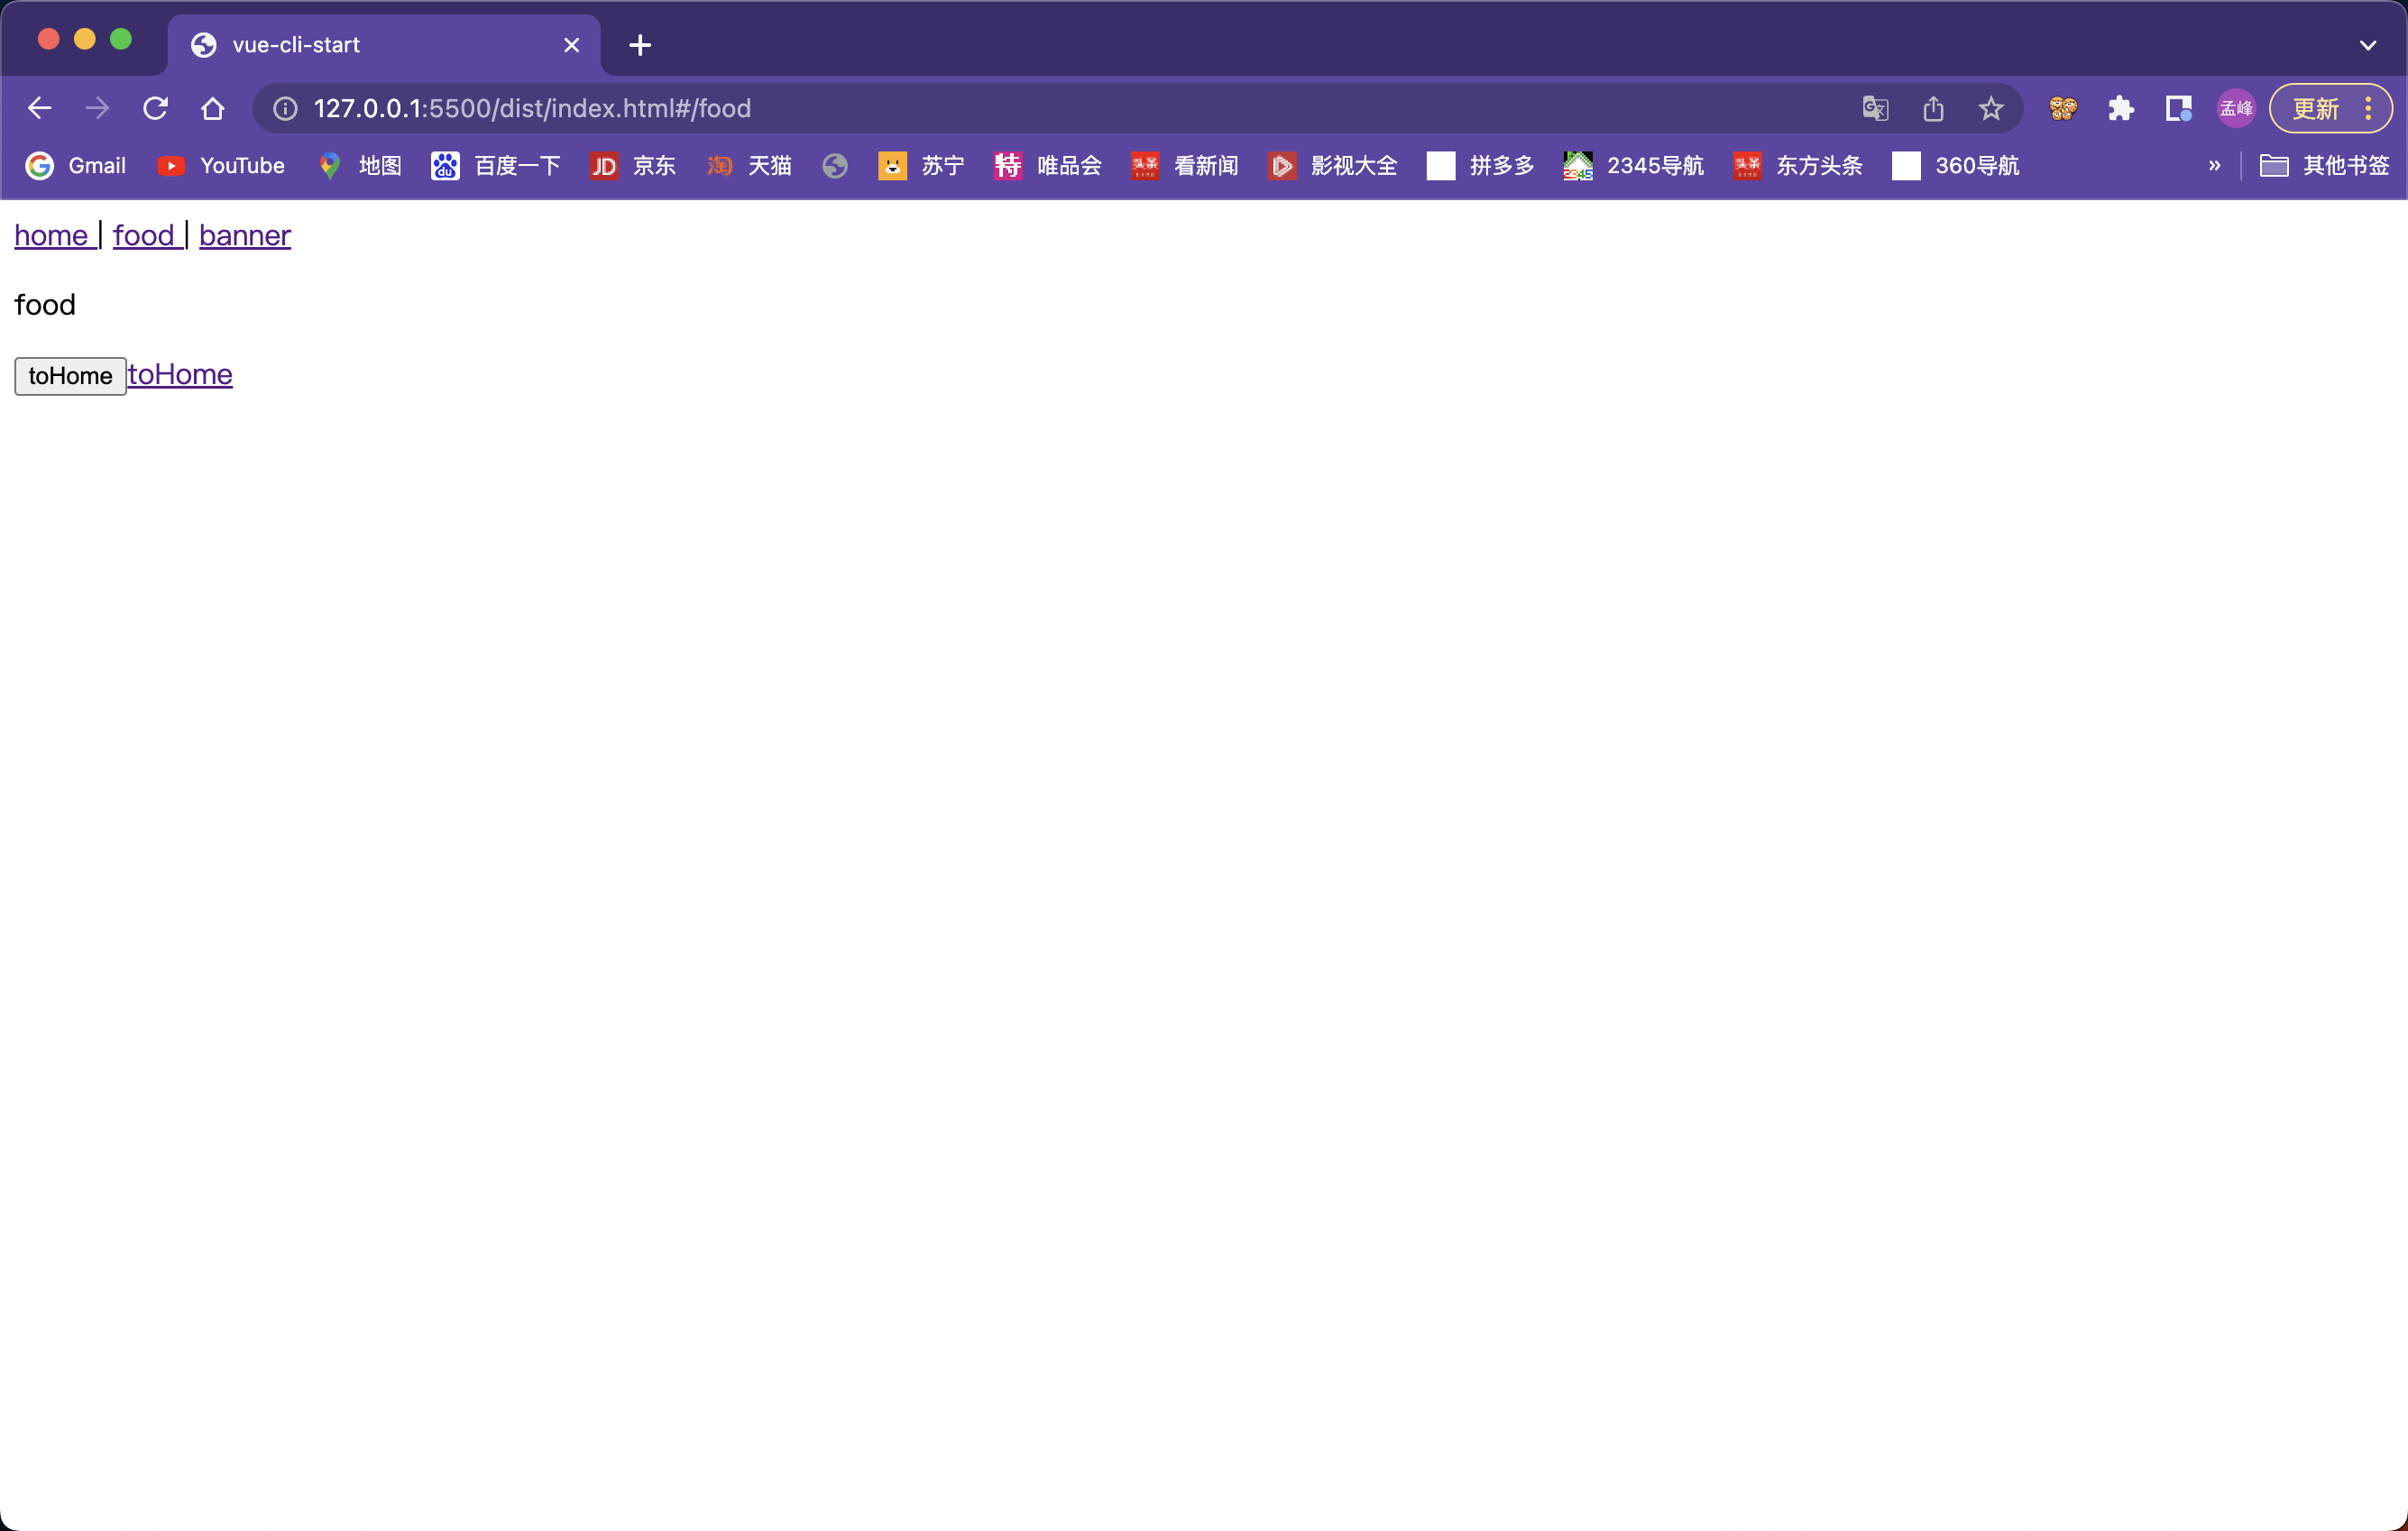 vue-cli-start
127.0.0.1:5500/dist/index.html#/food
孟峰
更新
Gmail YouTube 地图 百度一下 京东 天猫 苏宁 唯品会 看新闻 影视大全 拼多多 2345导航 东方头条 360导航 » 其他书签
home | food | banner
food
toHome toHome